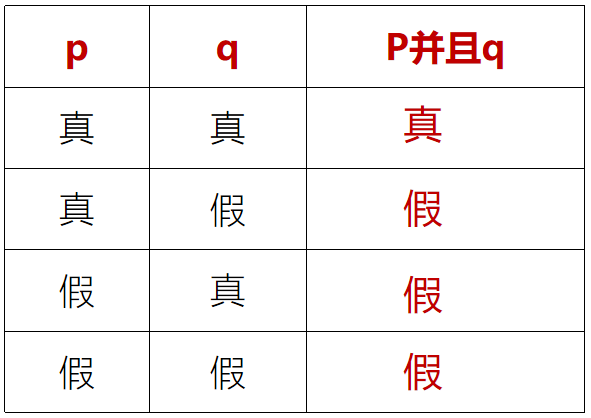 p q P并且q
真 真 真
真 假 假
假 真 假
假 假 假